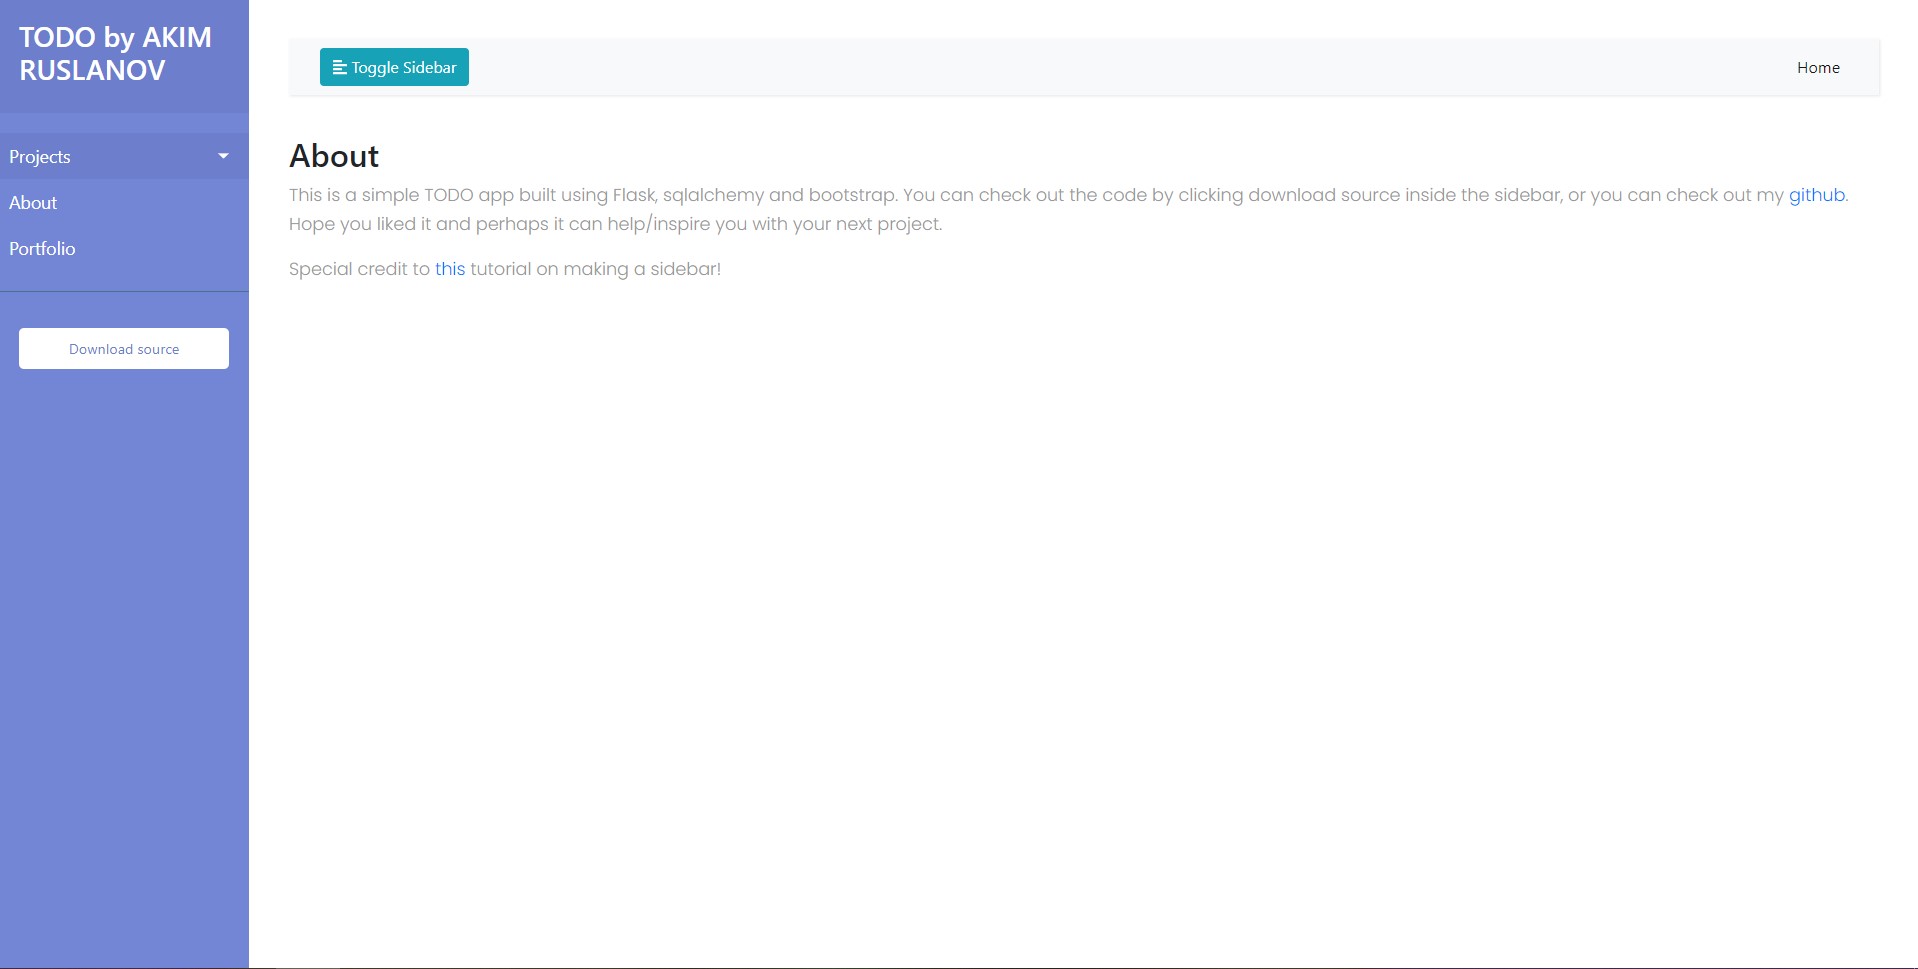 TODO by AKIM
RUSLANOV
Projects
About
Portfolio
Download source
Toggle Sidebar
Home
About
This is a simple TODO app built using Flask, sqlalchemy and bootstrap. You can check out the code by clicking download source inside the sidebar, or you can check out my github.
Hope you liked it and perhaps it can help/inspire you with your next project.
Special credit to this tutorial on making a sidebar!